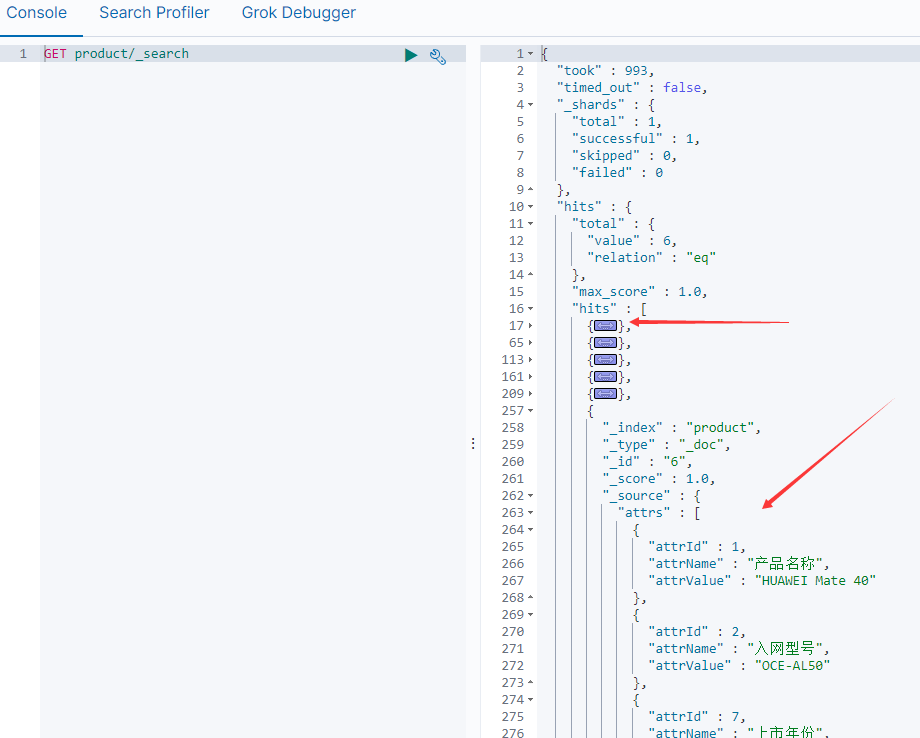 Console Search Profiler Grok Debugger
1 GET product/_search
1 {
2 "took" : 993,
3 "timed_out" : false,
4 "_shards" : {
5 "total" : 1,
6 "successful" : 1,
7 "skipped" : 0,
8 "failed" : 0
9 },
10 "hits" : {
11 "total" : {
12 "value" : 6,
13 "relation" : "eq"
14 },
15 "max_score" : 1.0,
16 "hits" : [
17 {},
65 {},
113 {},
161 {},
209 {},
257 {
258 "_index" : "product",
259 "_type" : "_doc",
260 "_id" : "6",
261 "_score" : 1.0,
262 "_source" : {
263 "attrs" : [
264 {
265 "attrId" : 1,
266 "attrName" : "产品名称",
267 "attrValue" : "HUAWEI Mate 40"
268 },
269 {
270 "attrId" : 2,
271 "attrName" : "入网型号",
272 "attrValue" : "OCE-AL50"
273 },
274 {
275 "attrId" : 7,
276 "attrName" : "上市年份",